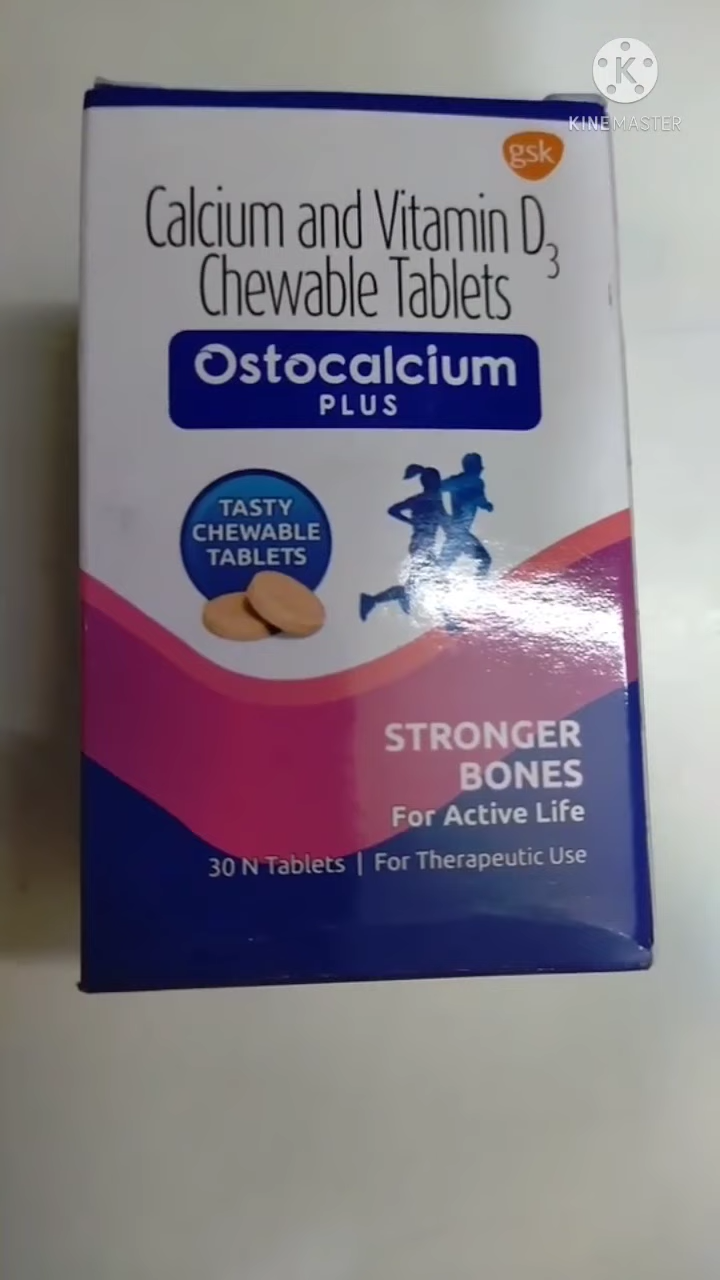 K
KINEMASTER
gsk
Calcium and Vitamin D3
Chewable Tablets
Ostocalcium
PLUS
TASTY
CHEWABLE
TABLETS
STRONGER
BONES
For Active Life
30 N Tablets | For Therapeutic Use